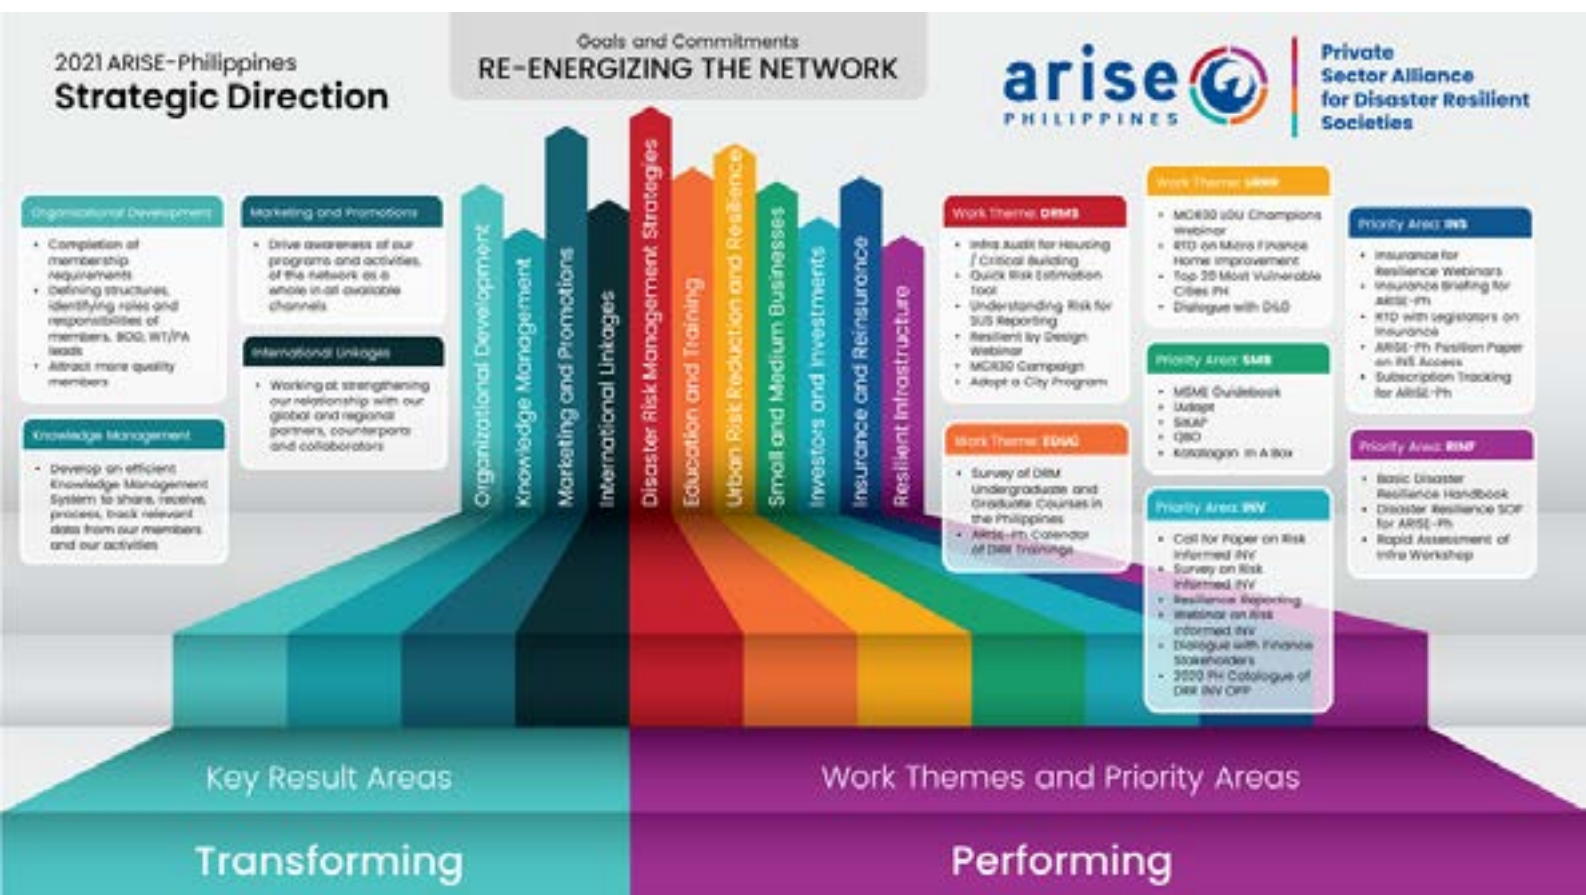 2021 ARISE-Philippines
Strategic Direction
Goals and Commitments
RE-ENERGIZING THE NETWORK
arise
PHILIPPINES
Private
Sector Alliance
for Disaster Resilient
Societies
Organizational Development
• Completion of
membership
requirements
• Defining structures,
identifying roles and
responsibilities of
members, BOD, WT/PA
leads
• Attract more quality
members
Knowledge Management
• Develop an efficient
Knowledge Management
System to share, receive,
process, track relevant
data from our members
and our activities
Marketing and Promotions
• Drive awareness of our
programs and activities,
of the network as a
whole in all available
channels
International Linkages
• Working at strengthening
our relationship with our
global and regional
partners, counterparts
and collaborators
Organizational Development
Knowledge Management
Marketing and Promotions
International Linkages
Disaster Risk Management Strategies
Education and Training
Urban Risk Reduction and Resilience
Small and Medium Businesses
Investors and Investments
Insurance and Reinsurance
Resilient Infrastructure
Work Theme: DRMS
• Infra Audit for Housing
/ Critical Building
• Quick Risk Estimation
Tool
• Understanding Risk for
SUS Reporting
• Resilient by Design
Webinar
• MCR30 Campaign
• Adopt a City Program
Work Theme: EDUC
• Survey of DRM
Undergraduate and
Graduate Courses in
the Philippines
• ARISE-Ph Calendar
of DRR Trainings
Work Theme: URRR
• MCR30 LGU Champions
Webinar
• RTD on Micro Finance
Home Improvement
• Top 20 Most Vulnerable
Cities PH
• Dialogue with DILG
Priority Area: SMB
• MSME Guidebook
• iAdapt
•
• QBO
• Katalogan in A Box
Priority Area: INV
• Call for Paper on Risk
Informed INV
• Survey on Risk
Informed INV
• Resilience Reporting
• Webinar on Risk
Informed INV
• Dialogue with Finance
Stakeholders
• 2020 PH Catalogue of
DRR INV OPP
Priority Area: INS
• Insurance for
Resilience Webinars
• Insurance Briefing for
ARISE-Ph
• RTD with Legislators on
Insurance
• ARISE-Ph Position Paper
on INS Access
• Subscription Tracking
for ARISE-Ph
Priority Area: RINF
• Basic Disaster
Resilience Handbook
• Disaster Resilience SOP
for ARISE-Ph
• Rapid Assessment of
Infra Workshop
Key Result Areas
Work Themes and Priority Areas
Transforming
Performing